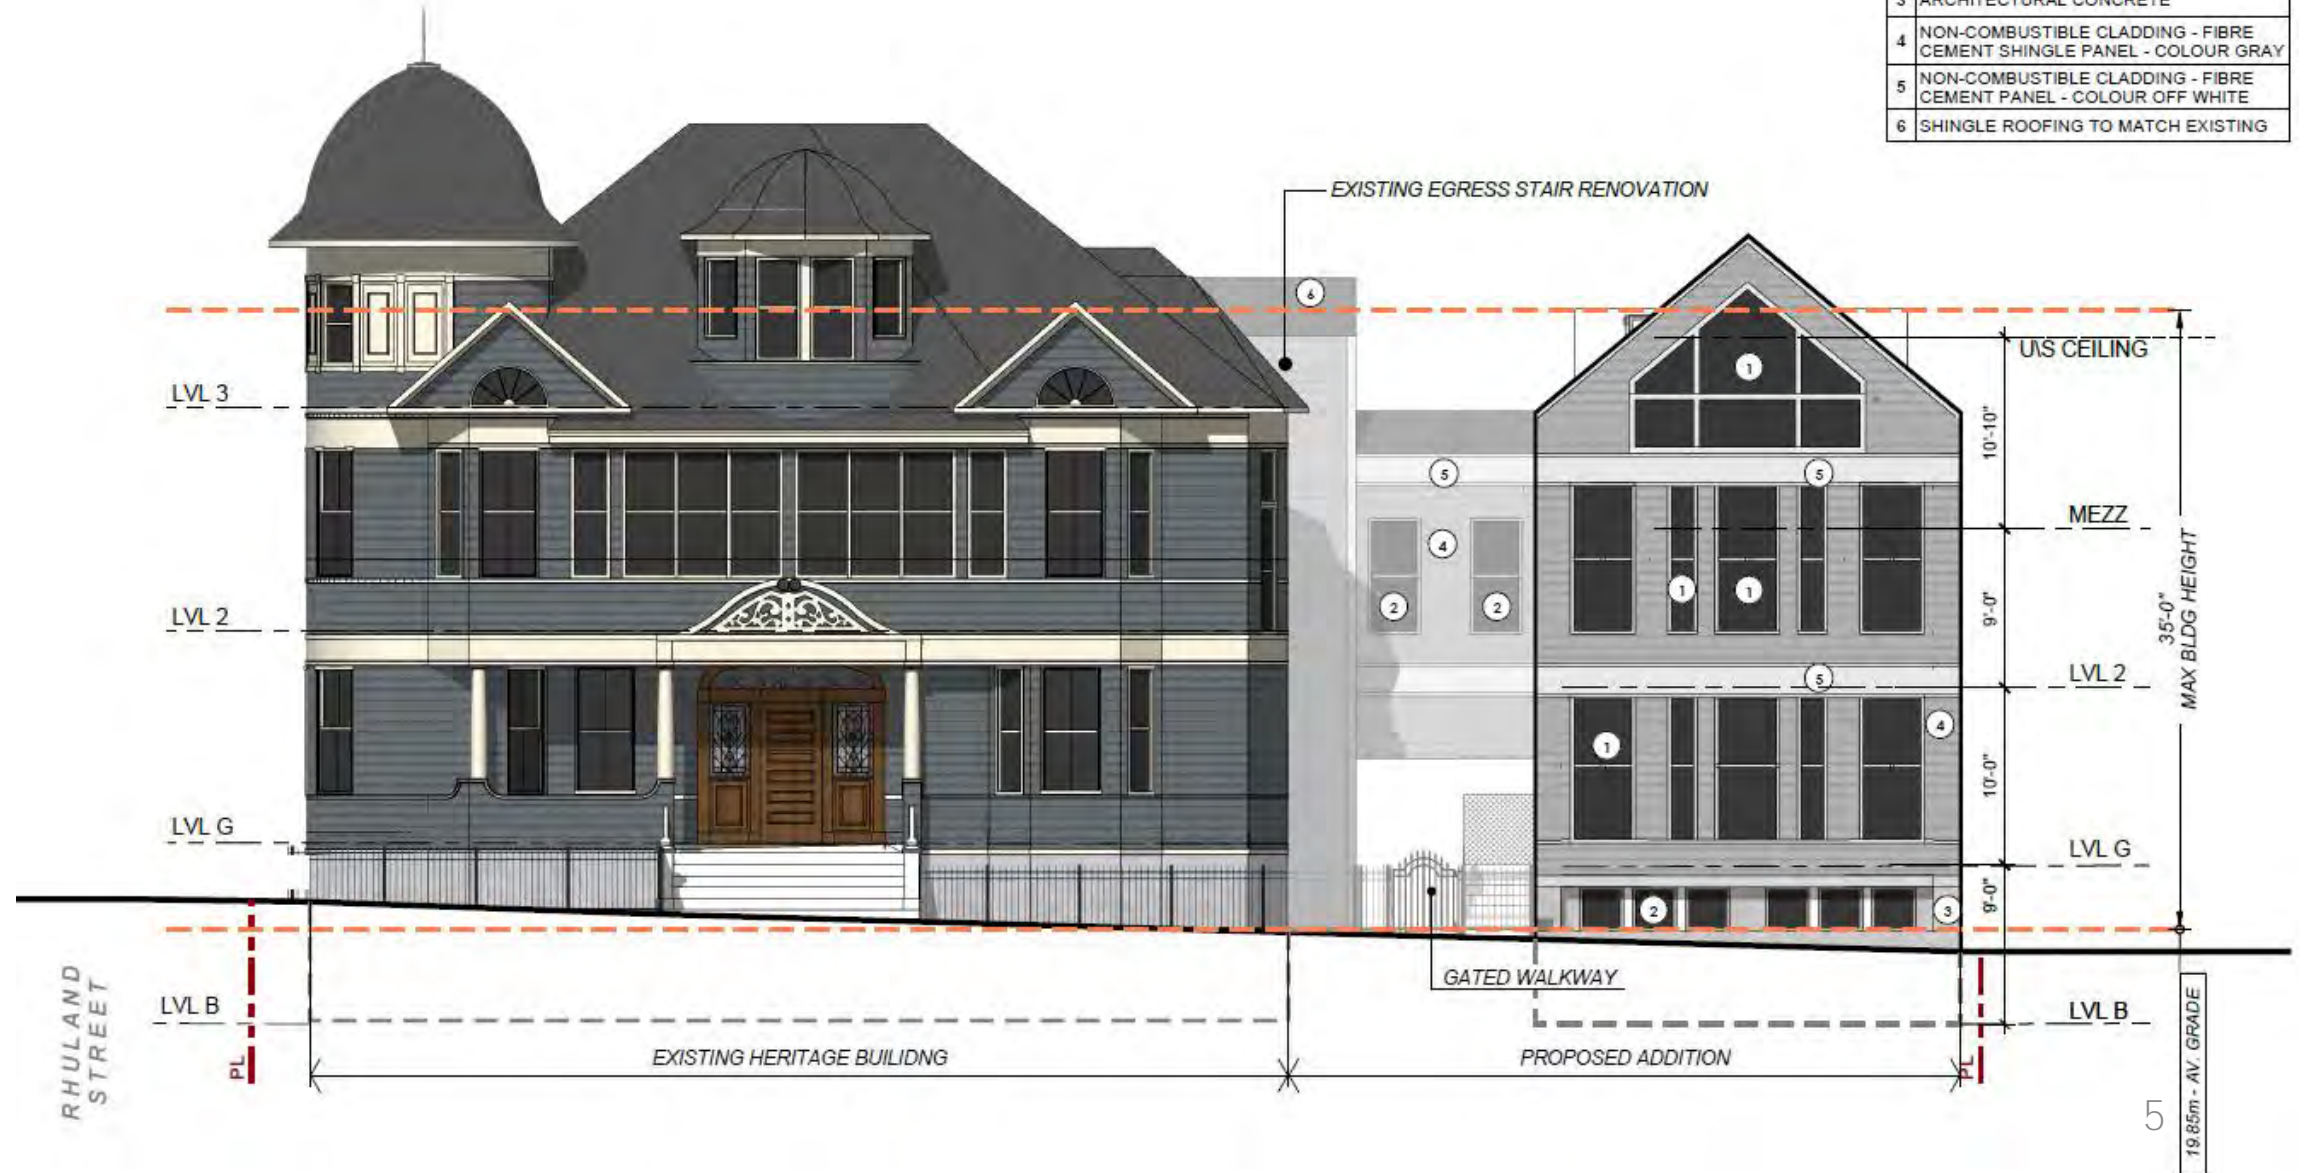 3 ARCHITECTURAL CONCRETE
4 NON-COMBUSTIBLE CLADDING - FIBRE
CEMENT SHINGLE PANEL - COLOUR GRAY
5 NON-COMBUSTIBLE CLADDING - FIBRE
CEMENT PANEL - COLOUR OFF WHITE
6 SHINGLE ROOFING TO MATCH EXISTING
EXISTING EGRESS STAIR RENOVATION
6
U\S CEILING
1
LVL 3
10'-10"
5
5
MEZZ
4
1
1
2
2
9'-0"
35'-0"
MAX BLDG HEIGHT
LVL 2
LVL 2
5
4
1
10'-0"
LVL G
LVL G
9'-0"
2
3
GATED WALKWAY
LVL B
LVL B
RHULAND
STREET
PL
EXISTING HERITAGE BUILIDNG
PROPOSED ADDITION
PL
19.85m - AV. GRADE
5